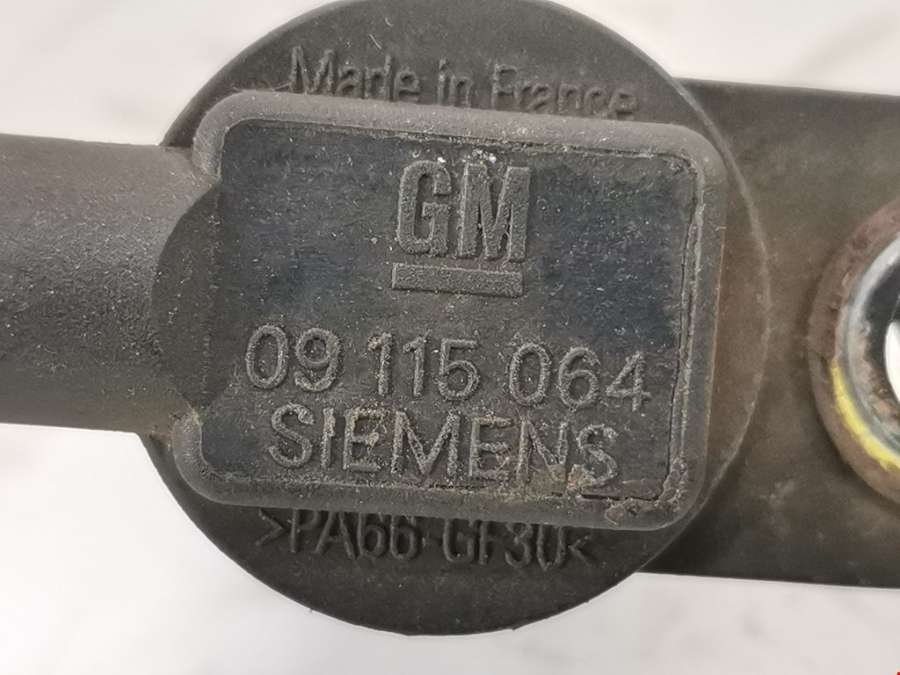 Made in France
GM
09 115 064
SIEMENS
>PA66-GF30<